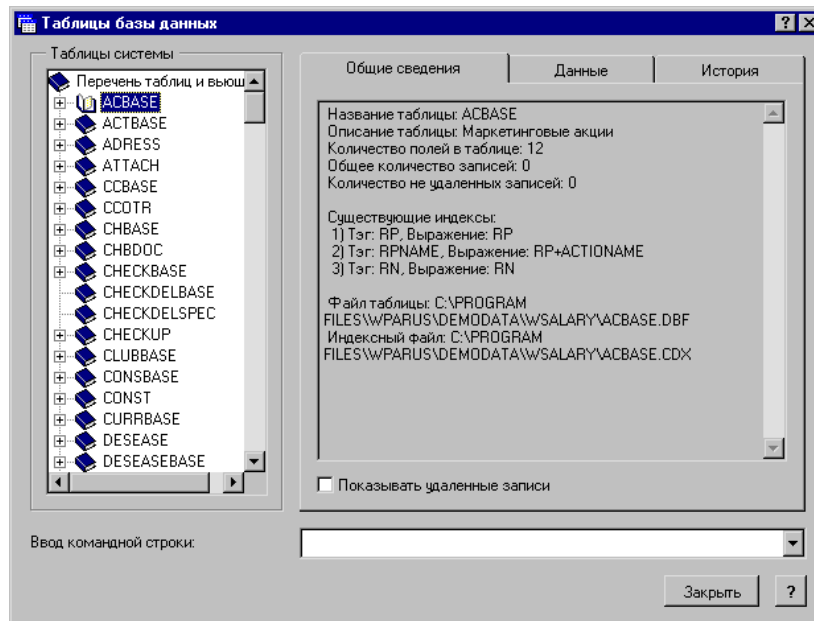 Таблицы базы данных
Таблицы системы
Перечень таблиц и вьюш
ACBASE
ACTBASE
ADRESS
ATTACH
CCBASE
CCOTR
CHBASE
CHBDOC
CHECKBASE
CHECKDELBASE
CHECKDELSPEC
CHECKUP
CLUBBASE
CONSBASE
CONST
CURRBASE
DESEASE
DESEASEBASE
Общие сведения
Данные
История
Название таблицы: ACBASE
Описание таблицы: Маркетинговые акции
Количество полей в таблице: 12
Общее количество записей: 0
Количество не удаленных записей: 0
Существующие индексы:
1) Тэг: RP, Выражение: RP
2) Тэг: RPNAME, Выражение: RP+ACTIONAME
3) Тэг: RN, Выражение: RN
Файл таблицы: C:\PROGRAM
FILES\WPARUS\DEMODATA\WSALARY\ACBASE.DBF
Индексный файл: C:\PROGRAM
FILES\WPARUS\DEMODATA\WSALARY\ACBASE.CDX
Показывать удаленные записи
Ввод командной строки:
Закрыть
?